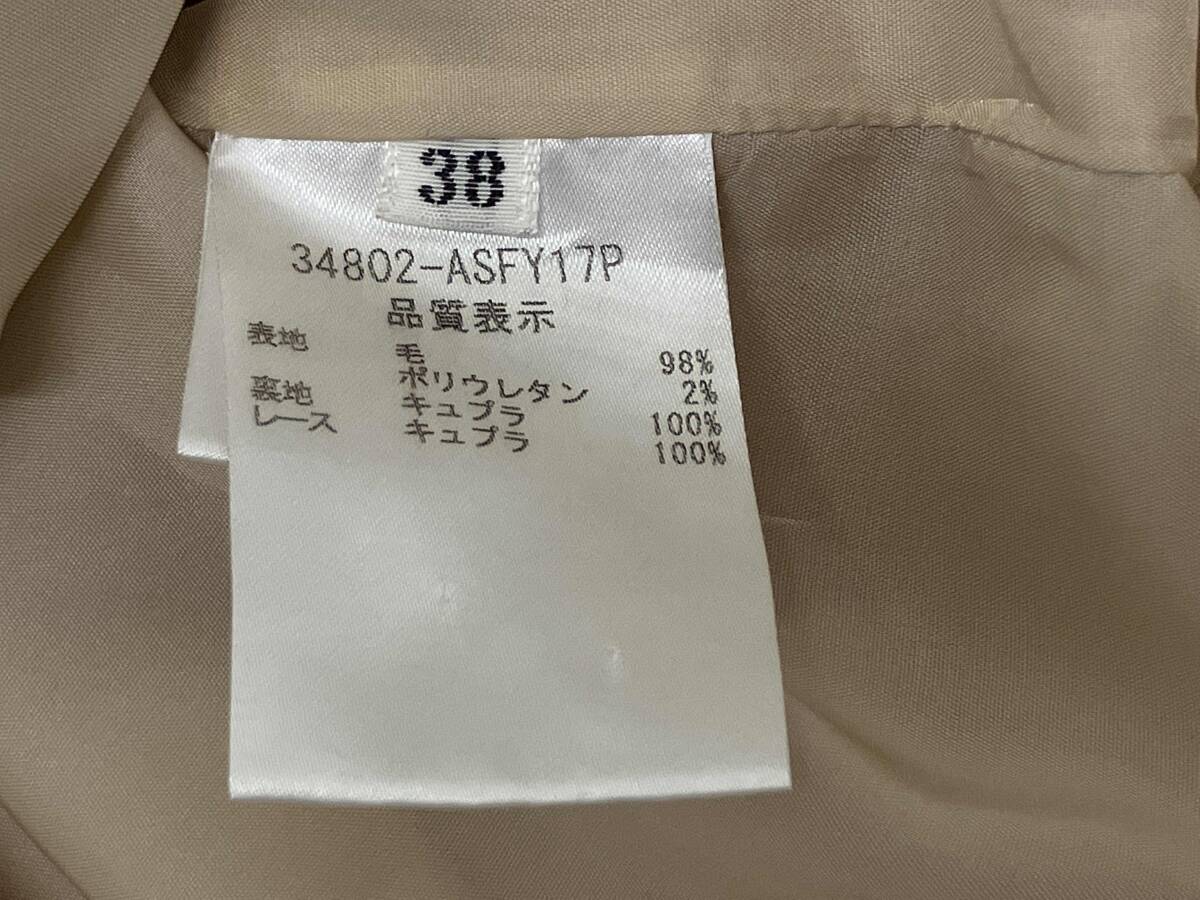 38
34802-ASFY17P
品質表示
表地 毛 98%
ポリウレタン 2%
裏地 キュプラ 100%
レース キュプラ 100%